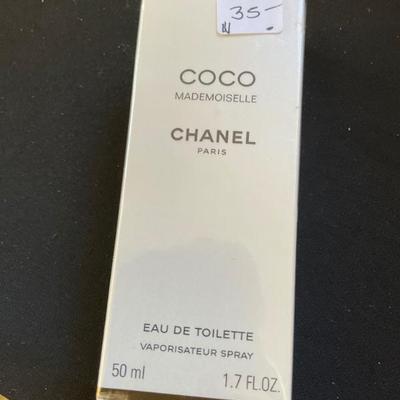 35-
COCO
MADEMOISELLE
CHANEL
PARIS
EAU DE TOILETTE
VAPORISATEUR SPRAY
50 ml 1.7 FL.OZ.